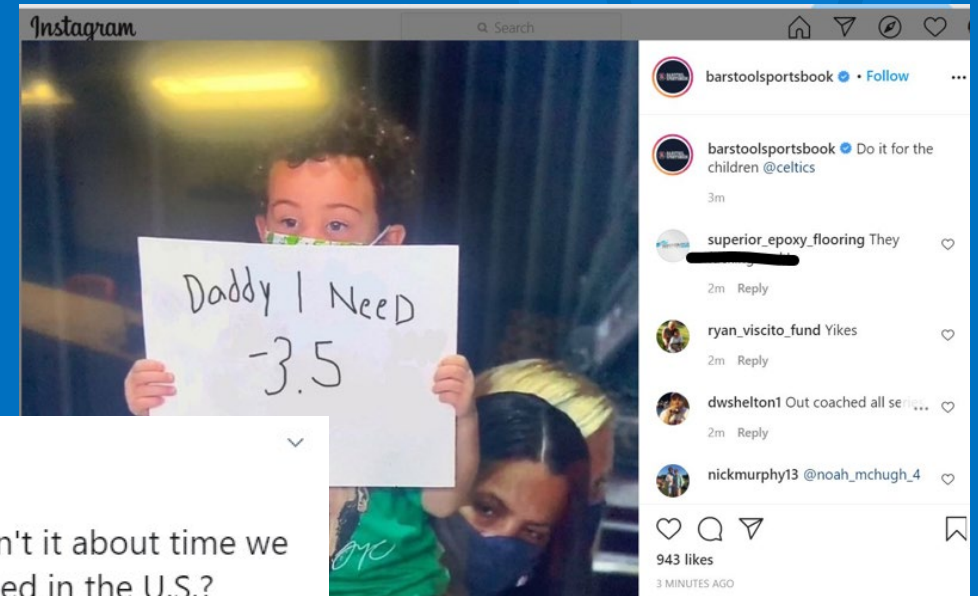 Instagram
Search
Daddy I NeeD
-3.5
barstoolsportsbook • Follow
barstoolsportsbook Do it for the
children @celtics
3m
superior_epoxy_flooring They
2m Reply
ryan_viscito_fund Yikes
2m Reply
dwshelton1 Out coached all series
2m Reply
nickmurphy13 @noah_mchugh_4
943 likes
3 MINUTES AGO
n't it about time we
ed in the U.S.?